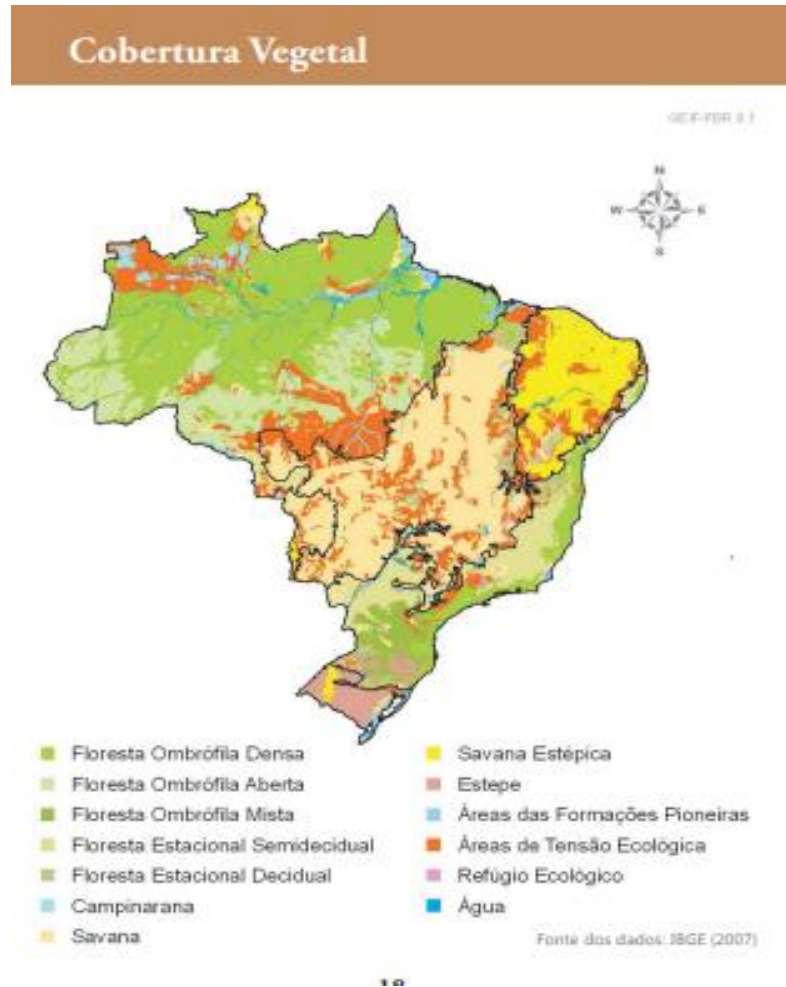 Cobertura Vegetal
N
W
E
S
Floresta Ombrófila Densa
Floresta Ombrófila Aberta
Floresta Ombrófila Mista
Floresta Estacional Semidecidual
Floresta Estacional Decidual
Campinarana
Savana
Savana Estépica
Estepe
Áreas das Formações Pioneiras
Áreas de Tensão Ecológica
Refúgio Ecológico
Água
Fonte dos dados: IBGE (2007)
18